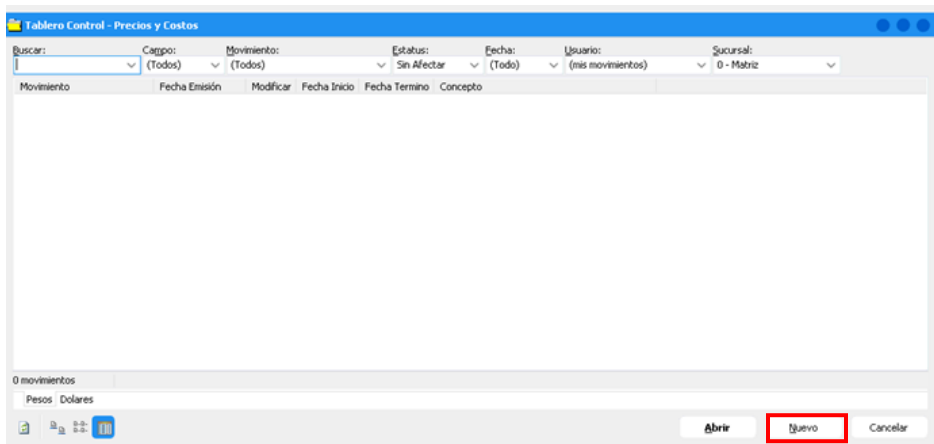 Tablero Control - Precios y Costos
Buscar: Campo: Movimiento: Estatus: Fecha: Usuario: Sucursal:
(Todos) (Todos) Sin Afectar (Todo) (mis movimientos) 0 - Matriz
Movimiento Fecha Emisión Modificar Fecha Inicio Fecha Termino Concepto
0 movimientos
Pesos Dolares
Abrir Nuevo Cancelar